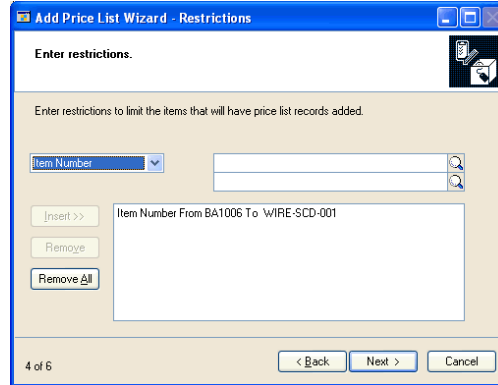 Add Price List Wizard - Restrictions
Enter restrictions.
Enter restrictions to limit the items that will have price list records added.
Item Number
Insert >>
Item Number From BA1006 To WIRE-SCD-001
Remove
Remove All
4 of 6
< Back
Next >
Cancel